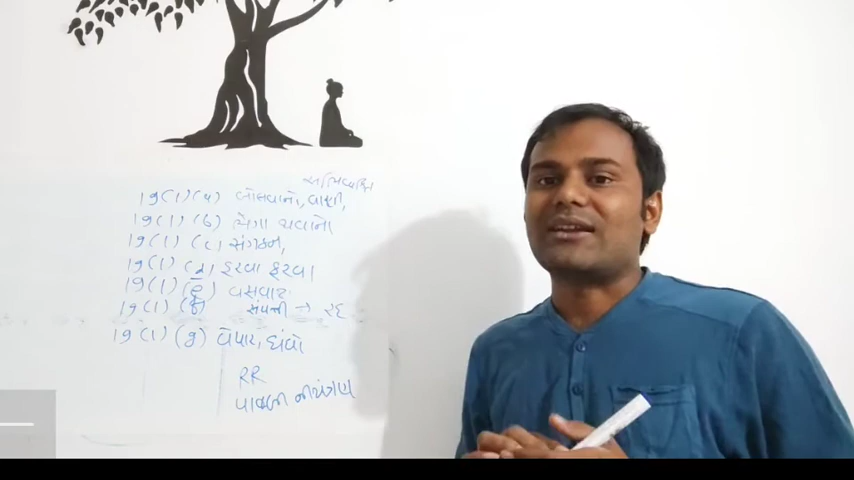 અભિવ્યક્તિ
19(1)(અ) બોલવાનો, વાણી,
19(1)(બ) ભેગા થવાનો
19(1)(ક) સંગઠન,
19(1)(ડ) હરવા ફરવા
19(1)(ઈ) વસવાટ
19(1)(ફ) સંપત્તિ → રદ
19(1)(જી) વેપાર, ધંધો
RR
નીયંત્રણ